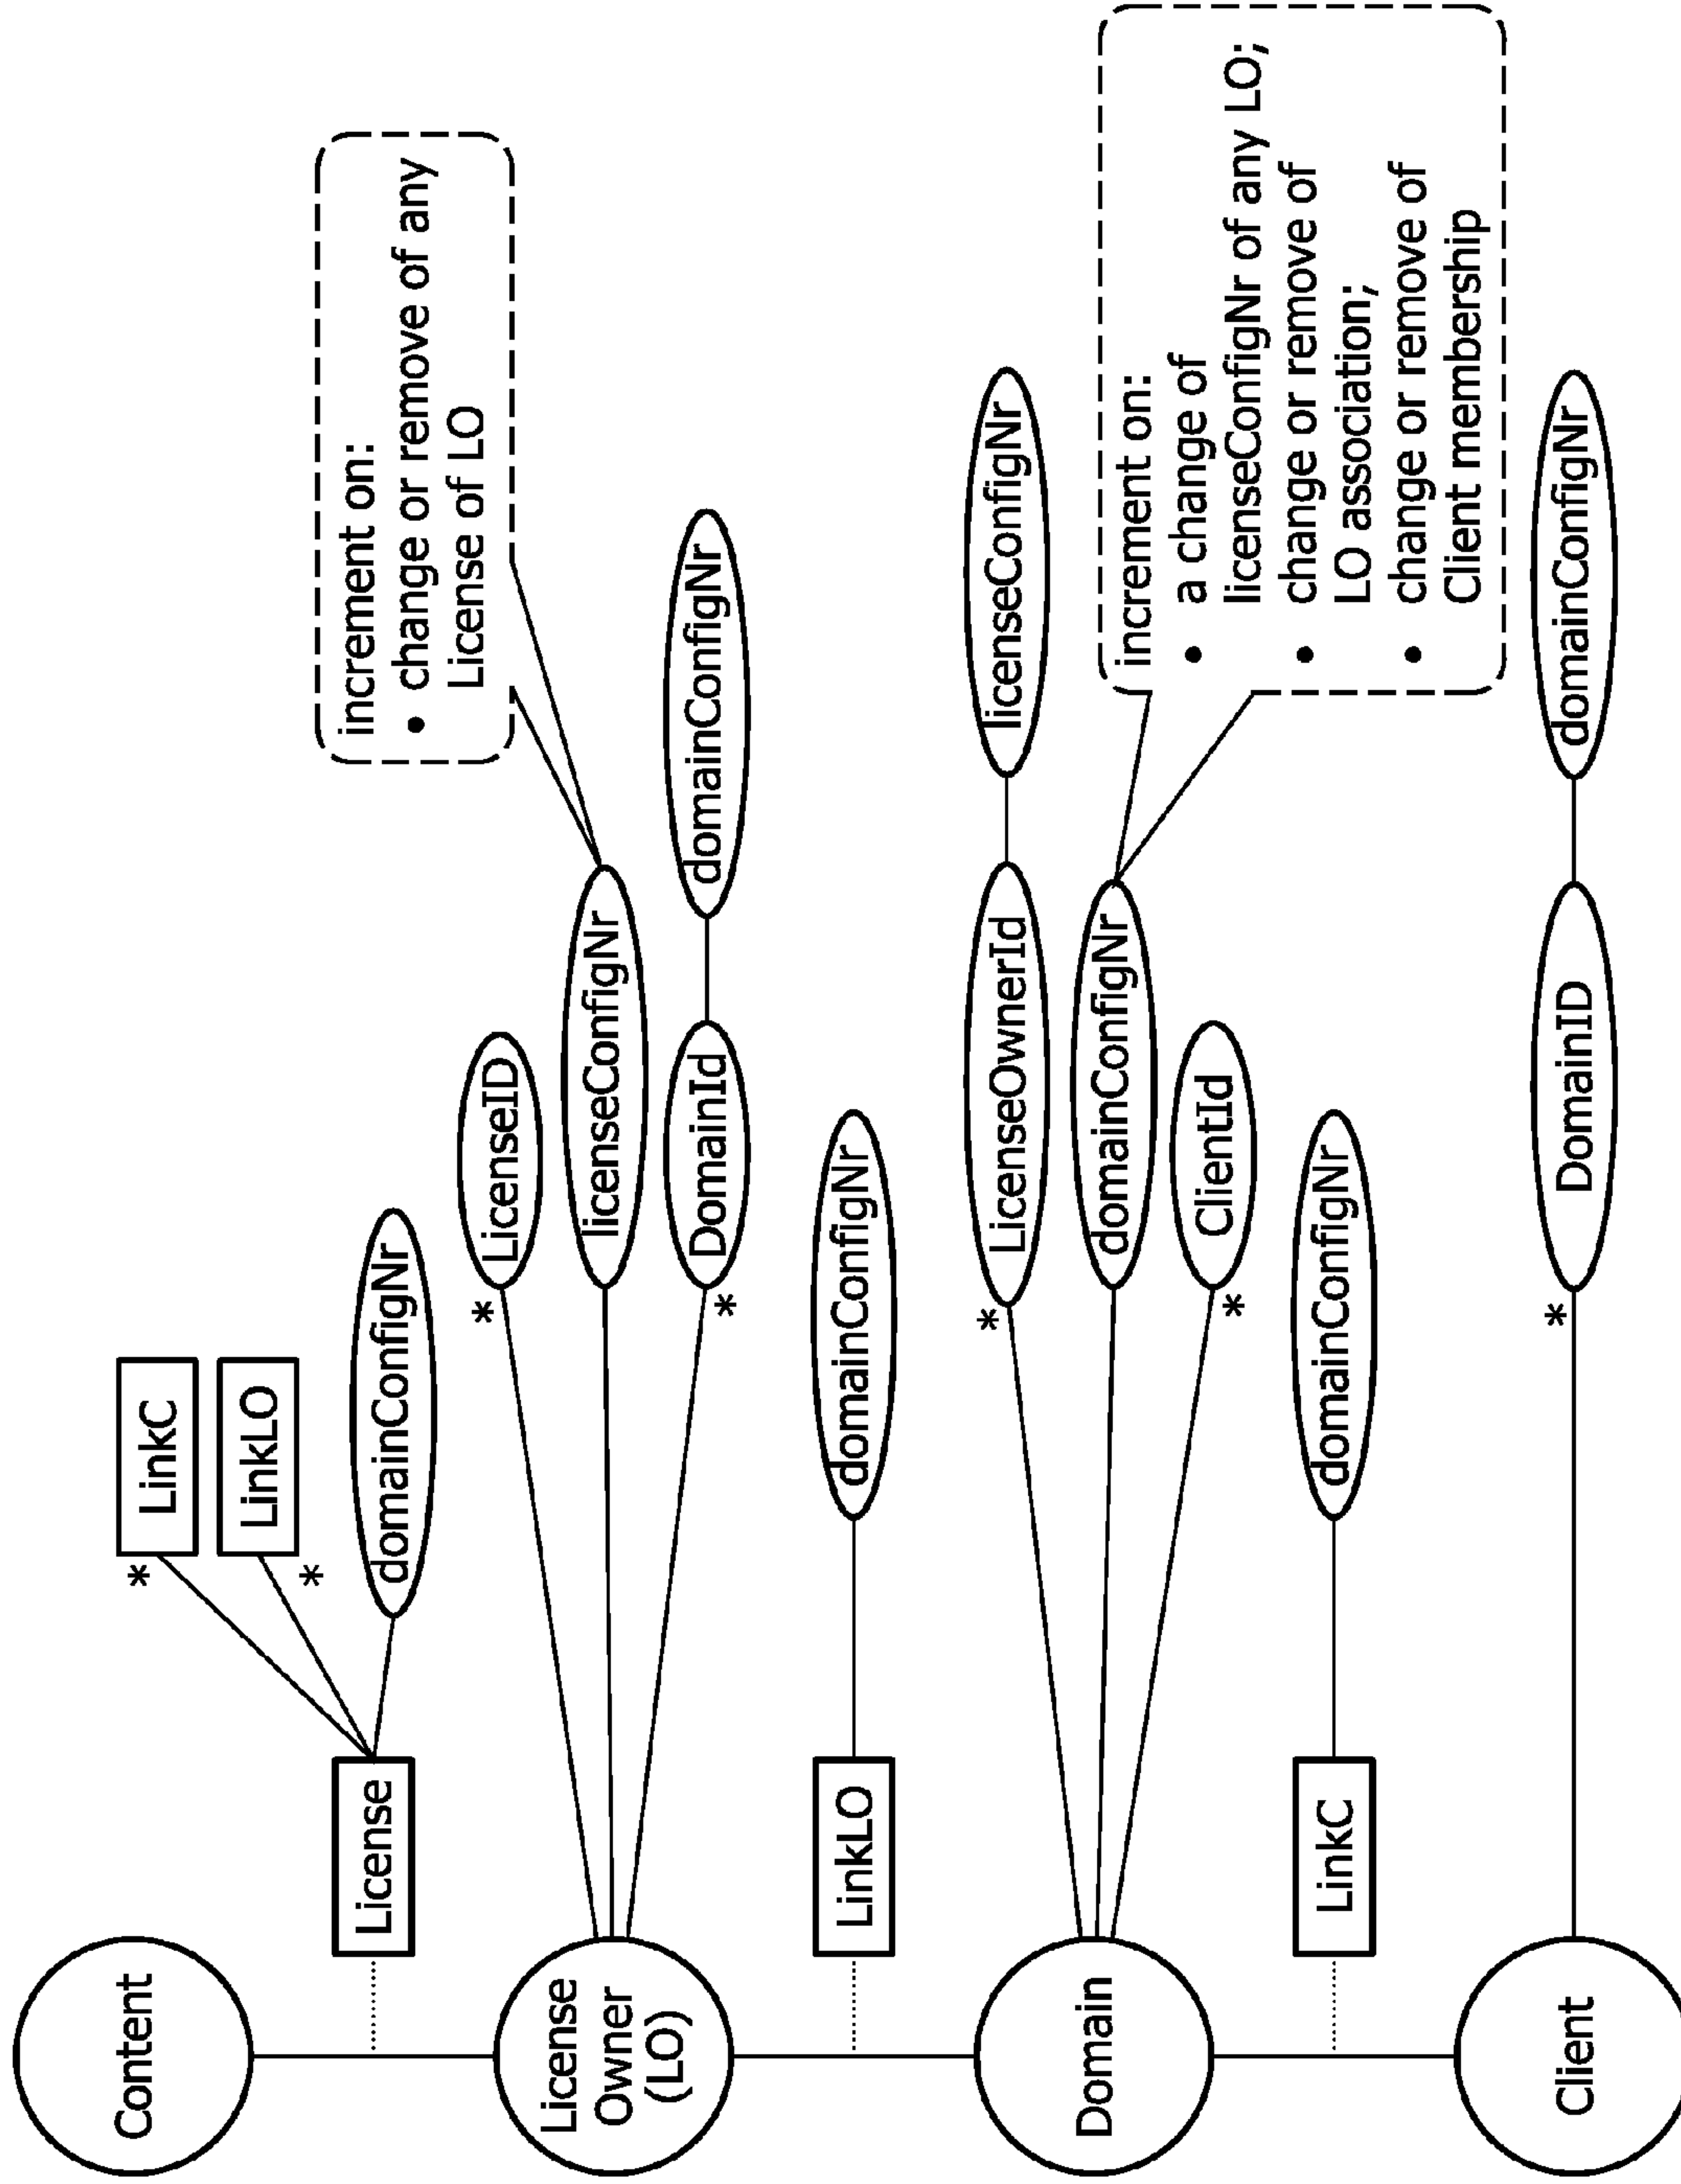 Content
LinkC
*
LinkLO
*
License
domainConfigNr
increment on:
• change or remove of any
License of LO
License
Owner
(LO)
*
LicenseID
licenseConfigNr
DomainId
*
domainConfigNr
LinkLO
domainConfigNr
Domain
*
LicenseOwnerId
licenseConfigNr
domainConfigNr
ClientId
*
increment on:
• a change of
licenseConfigNr of any LO;
• change or remove of
LO association;
• change or remove of
Client membership
LinkC
domainConfigNr
Client
*
DomainID
domainConfigNr